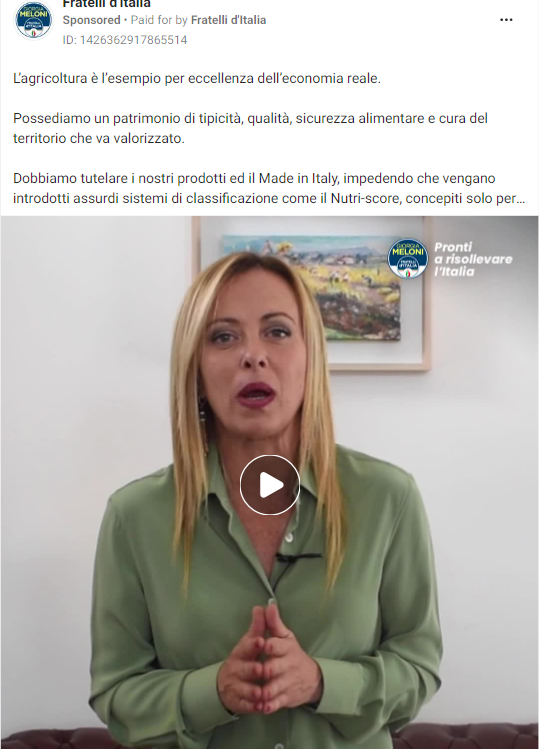 Fratelli d'Italia
Sponsored • Paid for by Fratelli d'Italia
ID: 1426362917865514
L'agricoltura è l'esempio per eccellenza dell'economia reale.
Possediamo un patrimonio di tipicità, qualità, sicurezza alimentare e cura del
territorio che va valorizzato.
Dobbiamo tutelare i nostri prodotti ed il Made in Italy, impedendo che vengano
introdotti assurdi sistemi di classificazione come il Nutri-score, concepiti solo per...
GIORGIA
MELONI
FRATELLI
D'ITALIA
Pronti
a risollevare
l'Italia